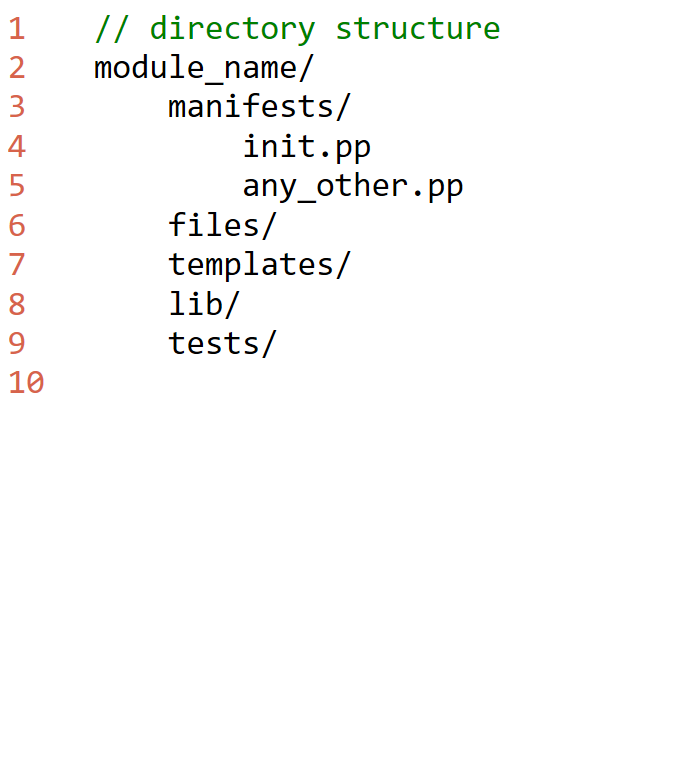 1    // directory structure
2    module_name/
3        manifests/
4            init.pp
5            any_other.pp
6        files/
7        templates/
8        lib/
9        tests/
10